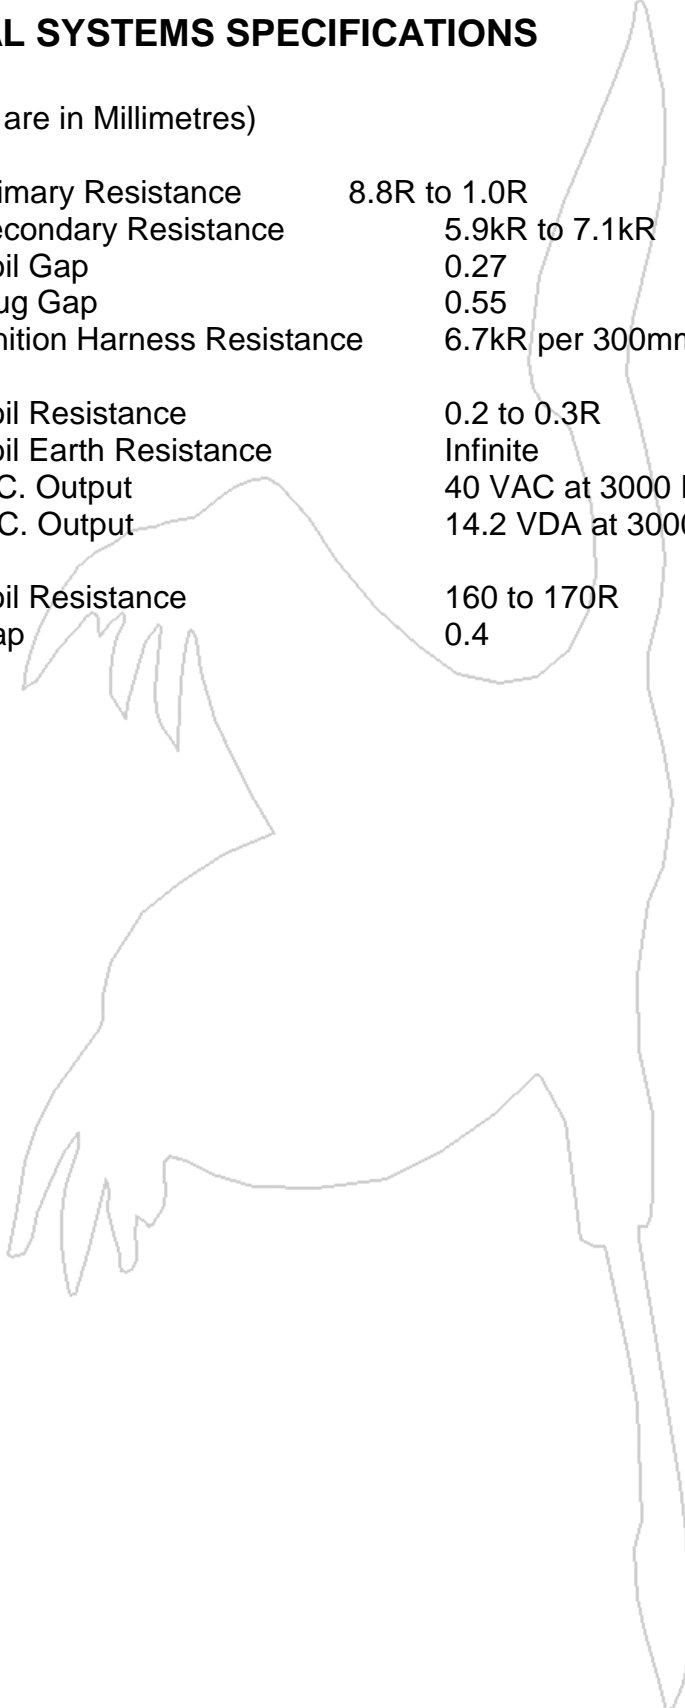 AL SYSTEMS SPECIFICATIONS
are in Millimetres)
imary Resistance 8.8R to 1.0R
econdary Resistance 5.9kR to 7.1kR
oil Gap 0.27
ug Gap 0.55
nition Harness Resistance 6.7kR per 300mm
oil Resistance 0.2 to 0.3R
oil Earth Resistance Infinite
C. Output 40 VAC at 3000
C. Output 14.2 VDA at 3000
oil Resistance 160 to 170R
ap 0.4